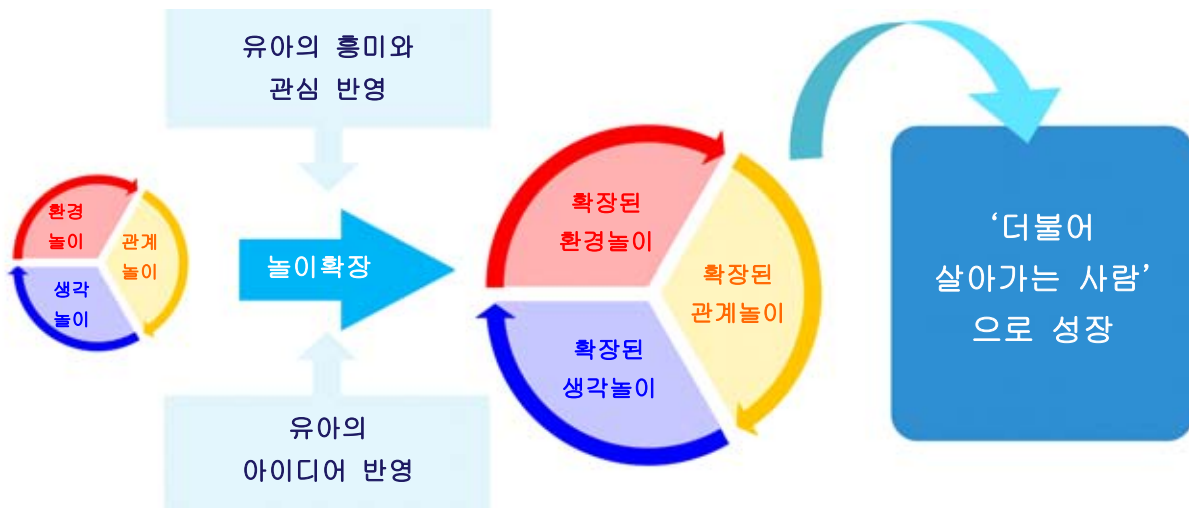 유아의 흥미와
관심 반영
환경
놀이
관계
놀이
생각
놀이
놀이확장
유아의
아이디어 반영
확장된
환경놀이
확장된
관계놀이
확장된
생각놀이
‘더불어
살아가는 사람’
으로 성장